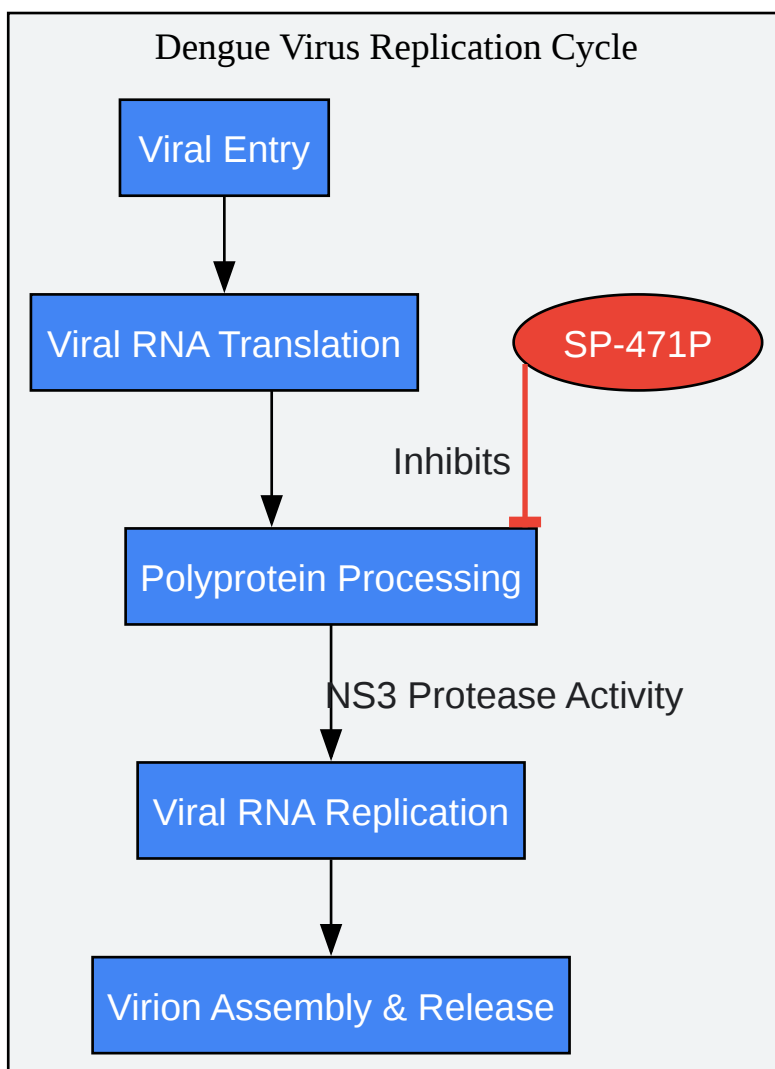 Dengue Virus Replication Cycle
Viral Entry
Viral RNA Translation
SP-471P
Inhibits
Polyprotein Processing
NS3 Protease Activity
Viral RNA Replication
Virion Assembly & Release